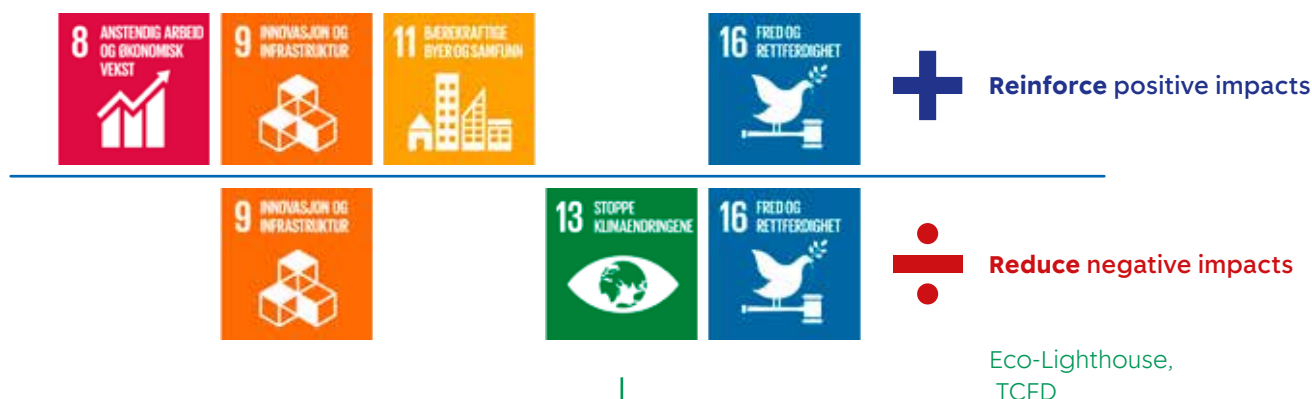 8 ANSTENDIG ARBEID
OG ØKONOMISK
VEKST
9 INNOVASJON OG
INFRASTRUKTUR
11 BÆREKRAFTIGE
BYER OG SAMFUNN
16 FRED OG
RETTFERDIGHET
Reinforce positive impacts
9 INNOVASJON OG
INFRASTRUKTUR
13 STOPPE
KLIMAENDRINGENE
16 FRED OG
RETTFERDIGHET
Reduce negative impacts
Eco-Lighthouse,
TCFD